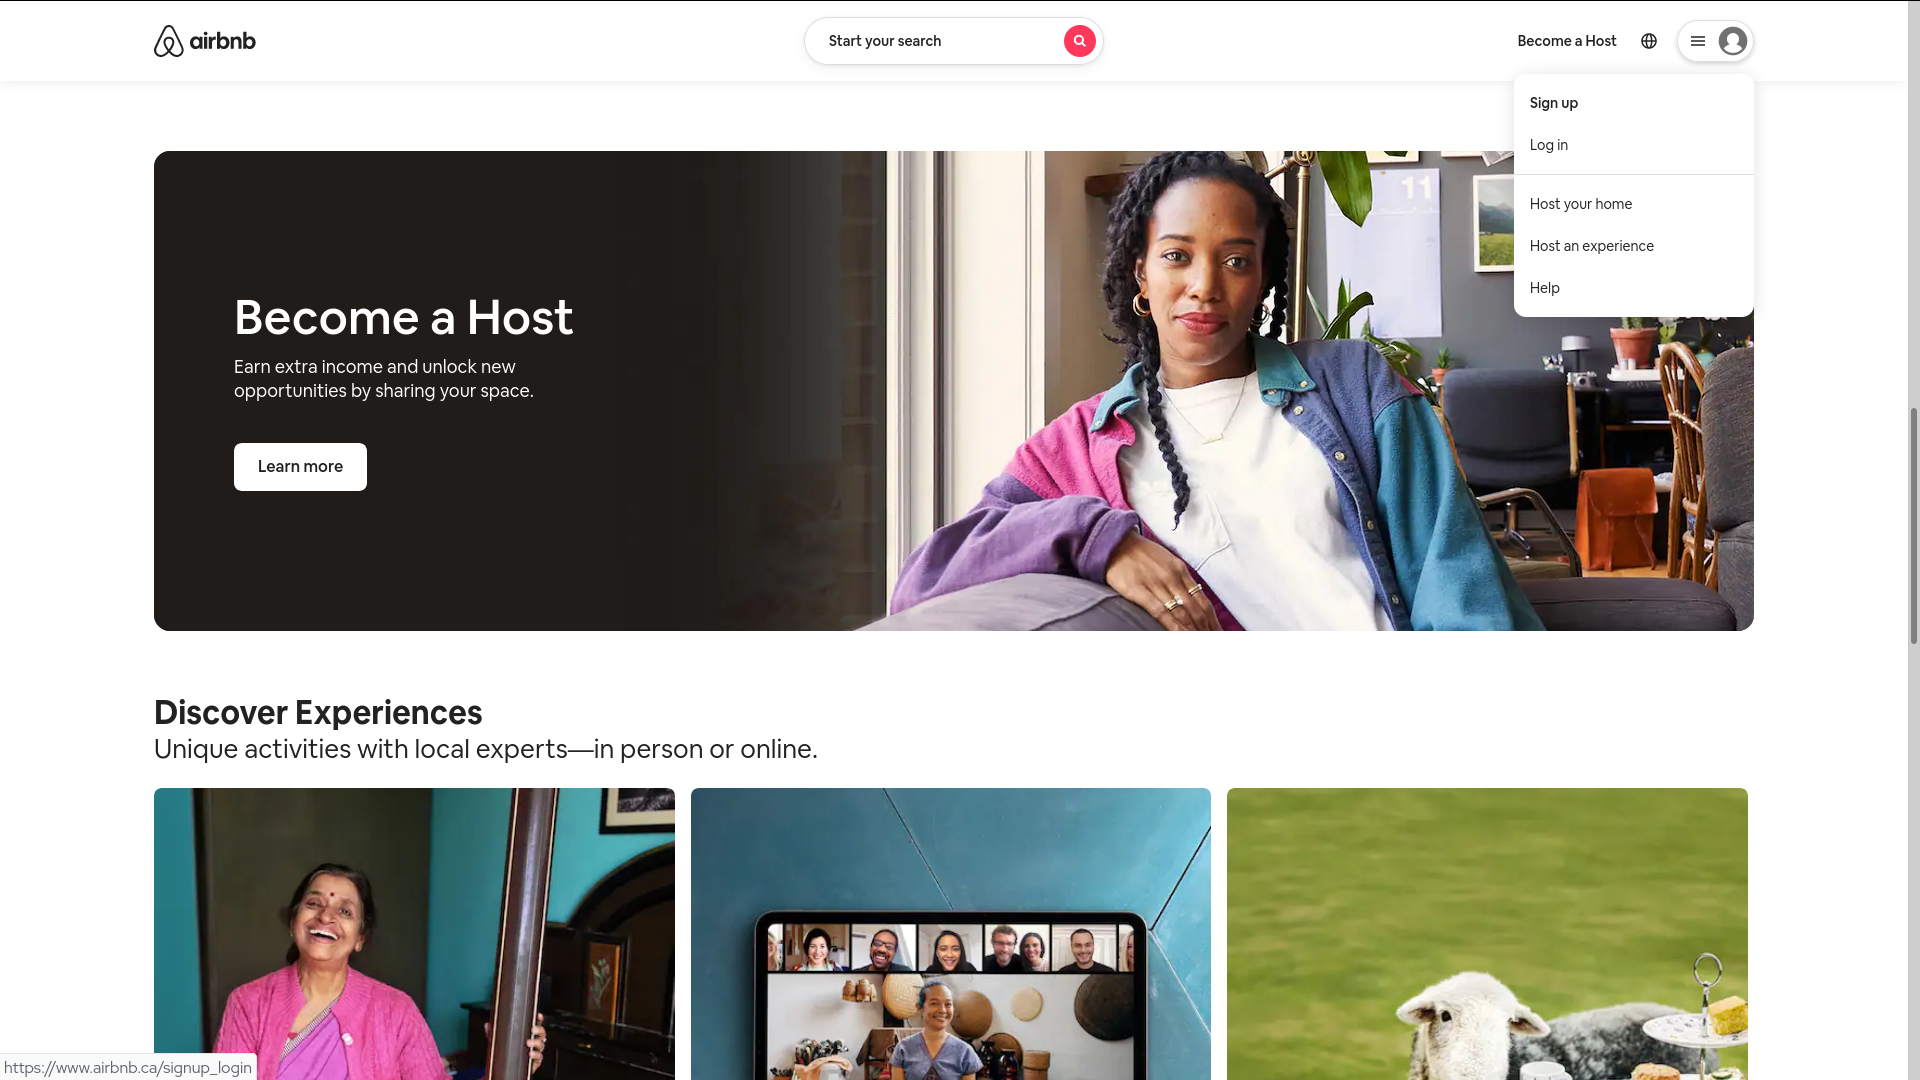 airbnb
Start your search
Become a Host
Sign up
Log in
Host your home
Host an experience
Help
11
Become a Host
Earn extra income and unlock new
opportunities by sharing your space.
Learn more
Discover Experiences
Unique activities with local experts—in person or online.
https://www.airbnb.ca/signup_login